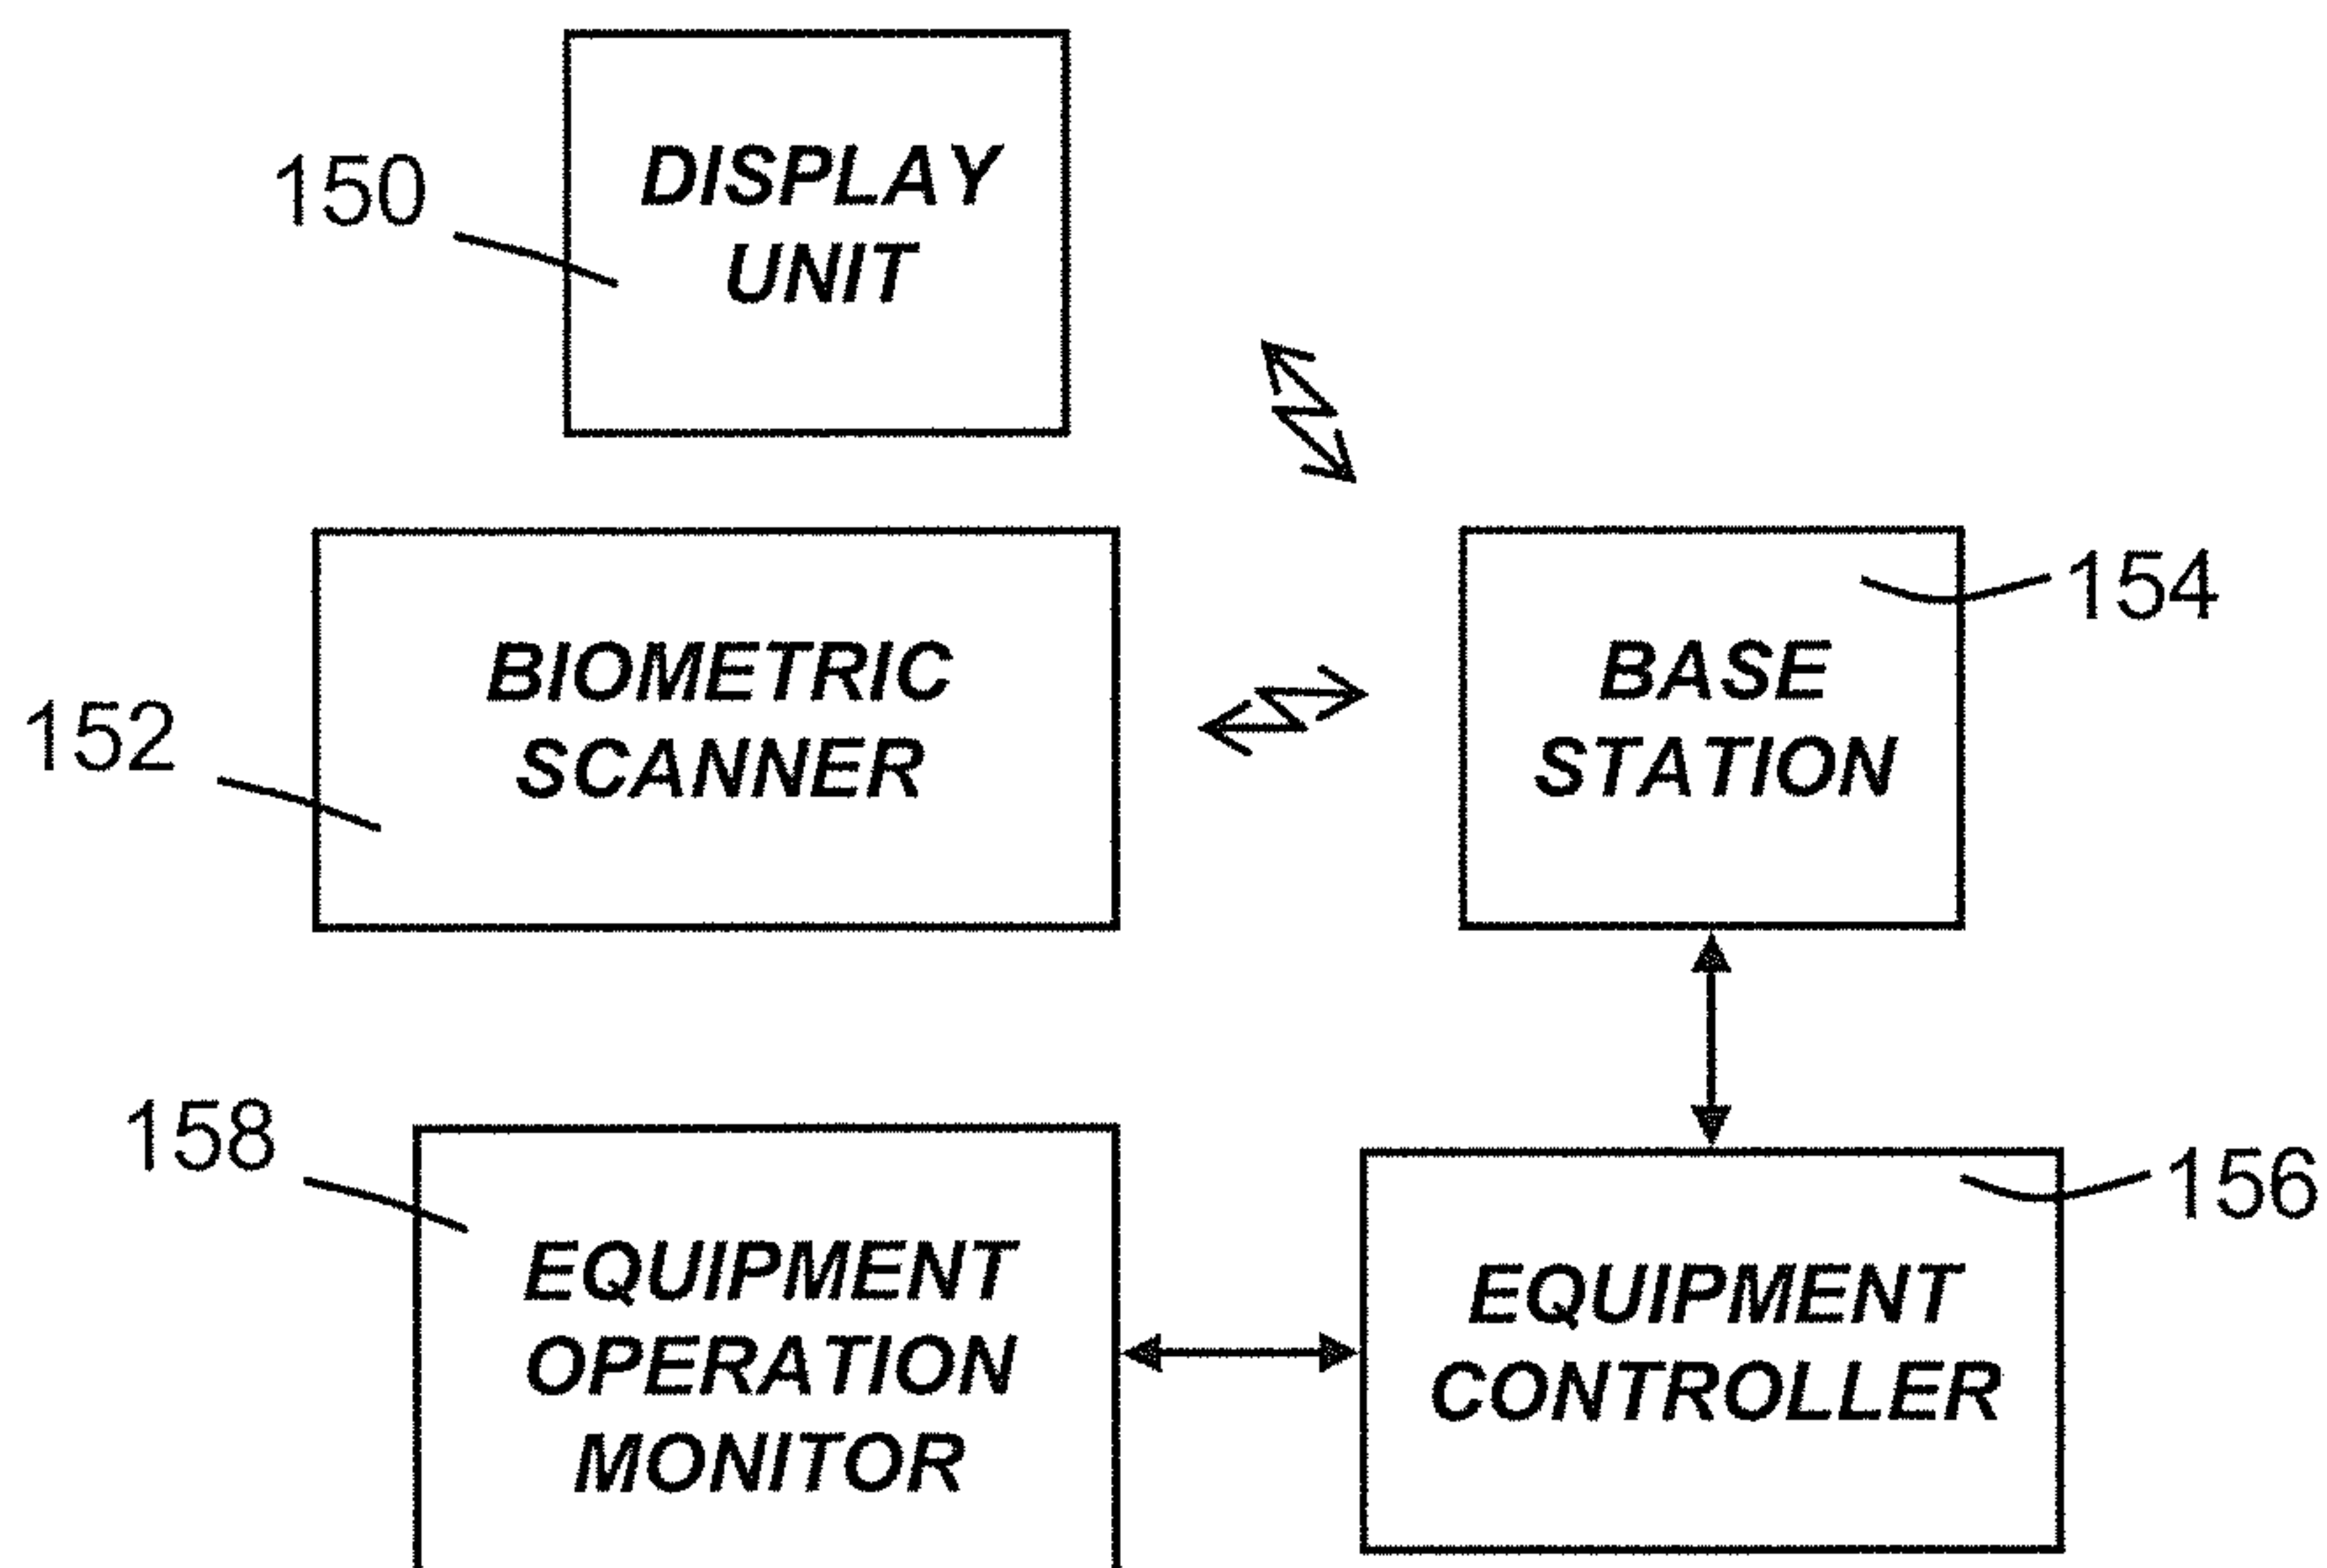 150
DISPLAY
UNIT
152
BIOMETRIC
SCANNER
154
BASE
STATION
158
EQUIPMENT
OPERATION
MONITOR
156
EQUIPMENT
CONTROLLER